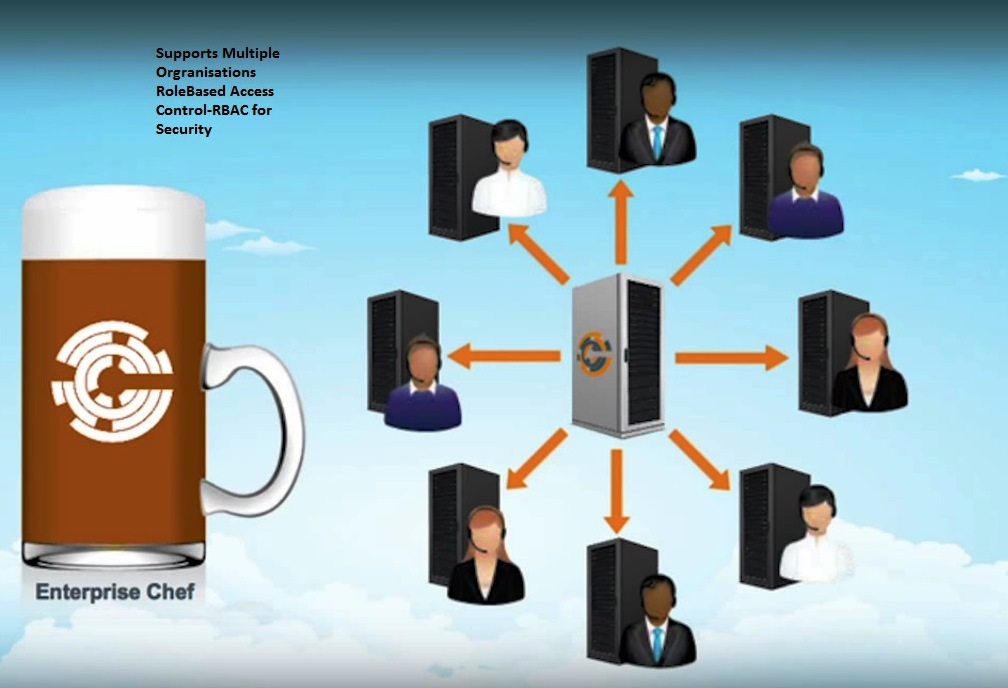 Supports Multiple
Orgranisations
RoleBased Access
Control-RBAC for
Security
Enterprise Chef